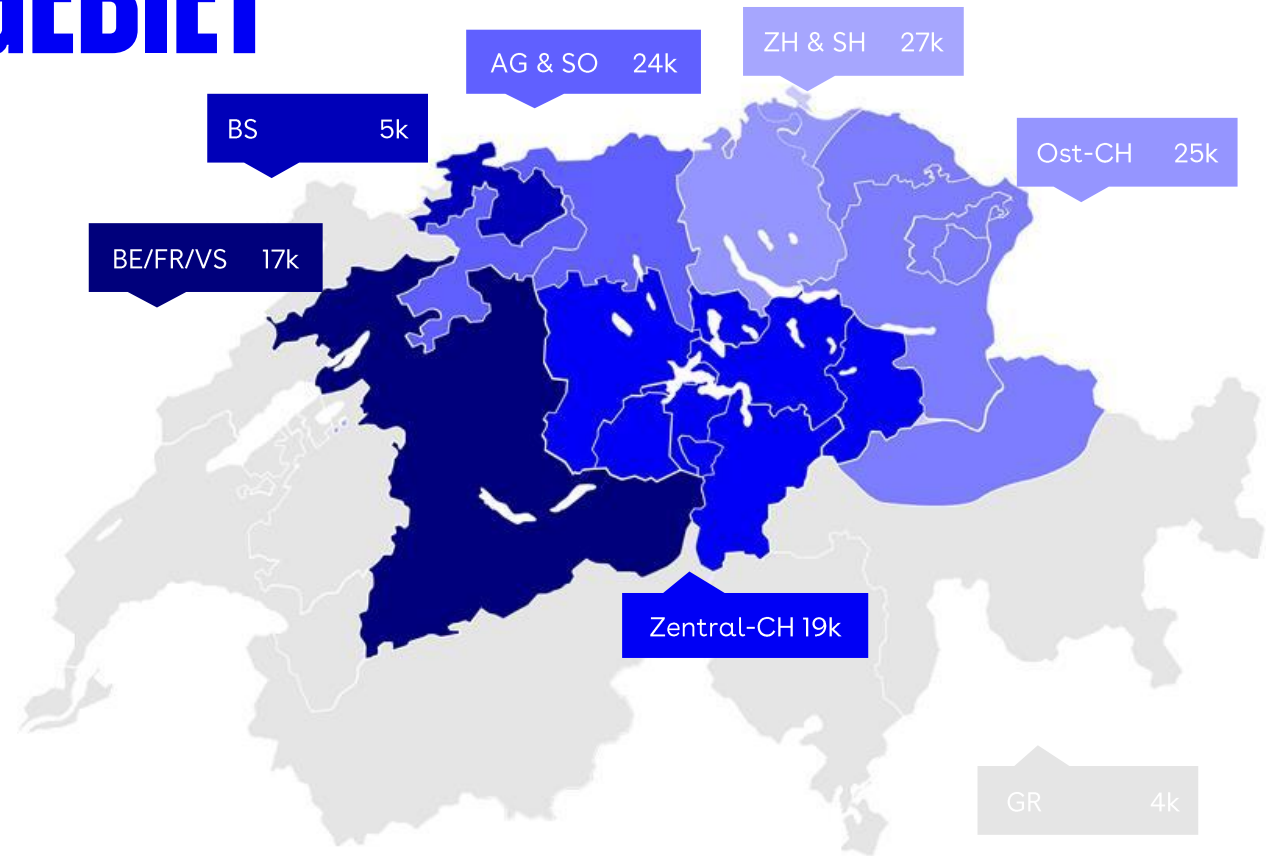 GEBIET
ZH & SH 27k
AG & SO 24k
BS 5k
Ost-CH 25k
BE/FR/VS 17k
Zentral-CH 19k
GR 4k